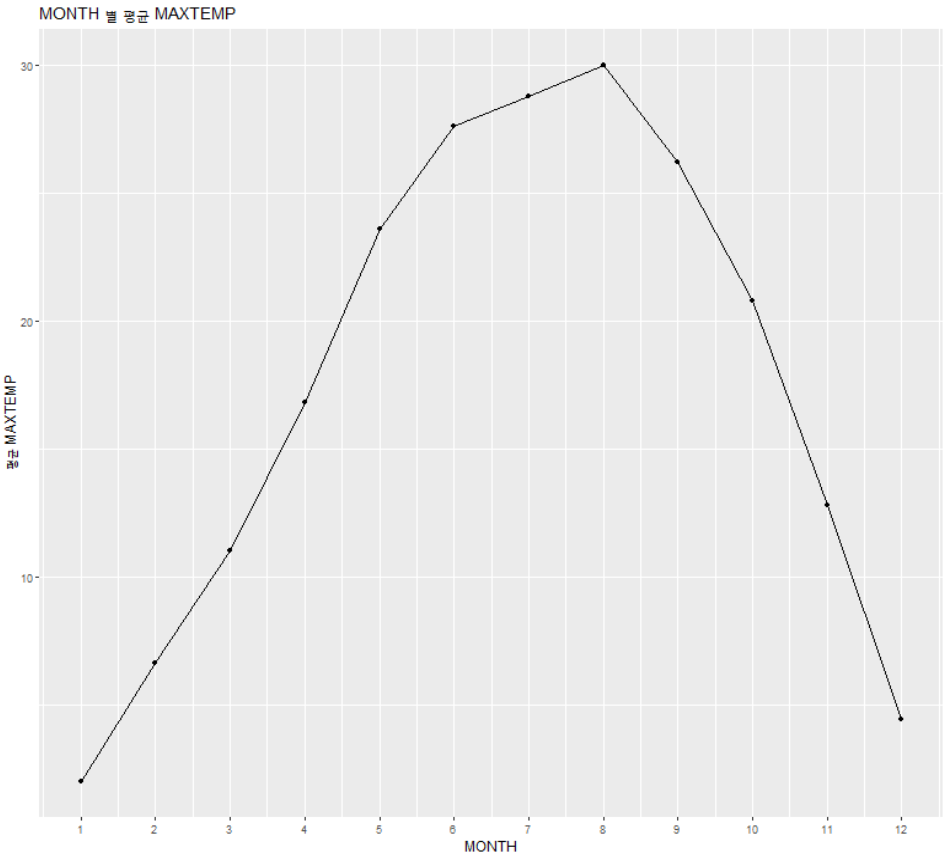 MONTH 별 평균 MAXTEMP
30
20
10
평균 MAXTEMP
1 2 3 4 5 6 7 8 9 10 11 12
MONTH